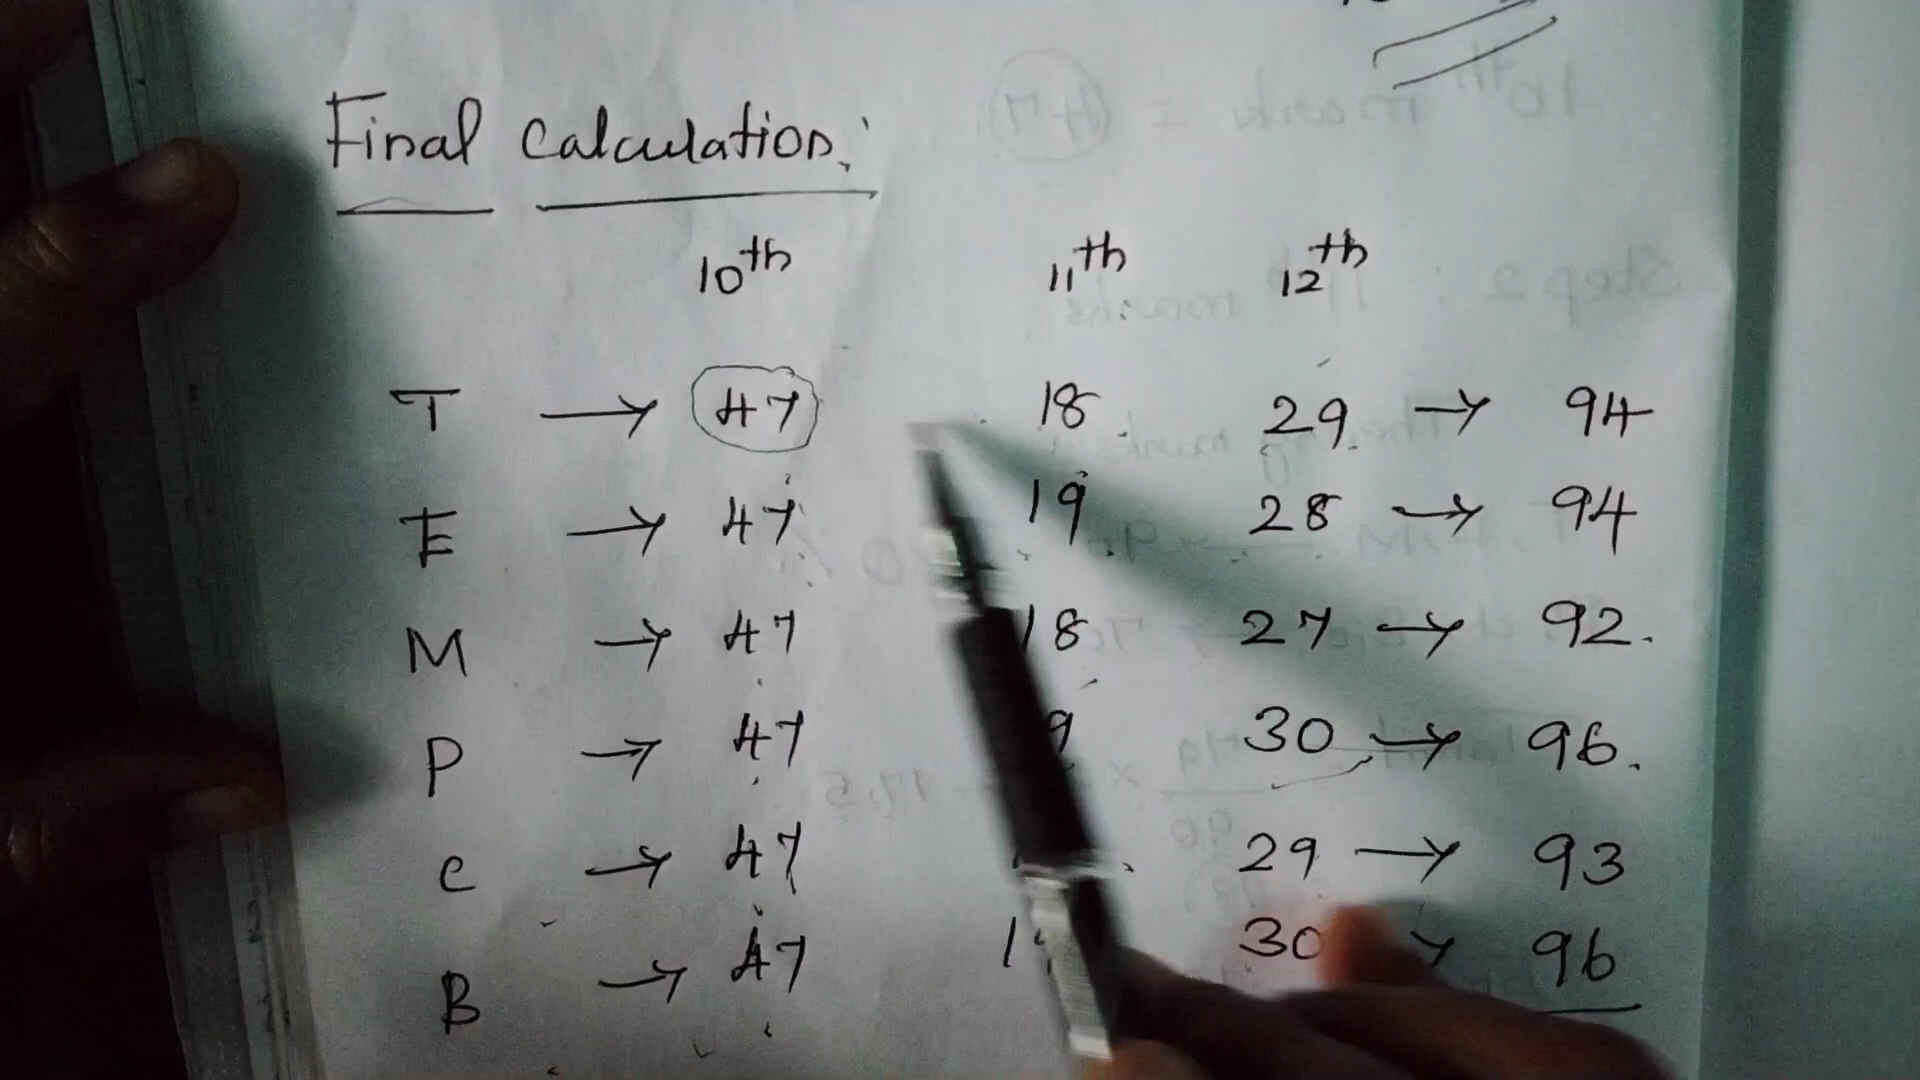 Final Calculation:
10th 11th 12th
T → 47 18 29 → 94
E → 47 19 28 → 94
M → 47 18 27 → 92.
P → 47 9 30 → 96.
C → 47 29 → 93
B → 47 30 → 96